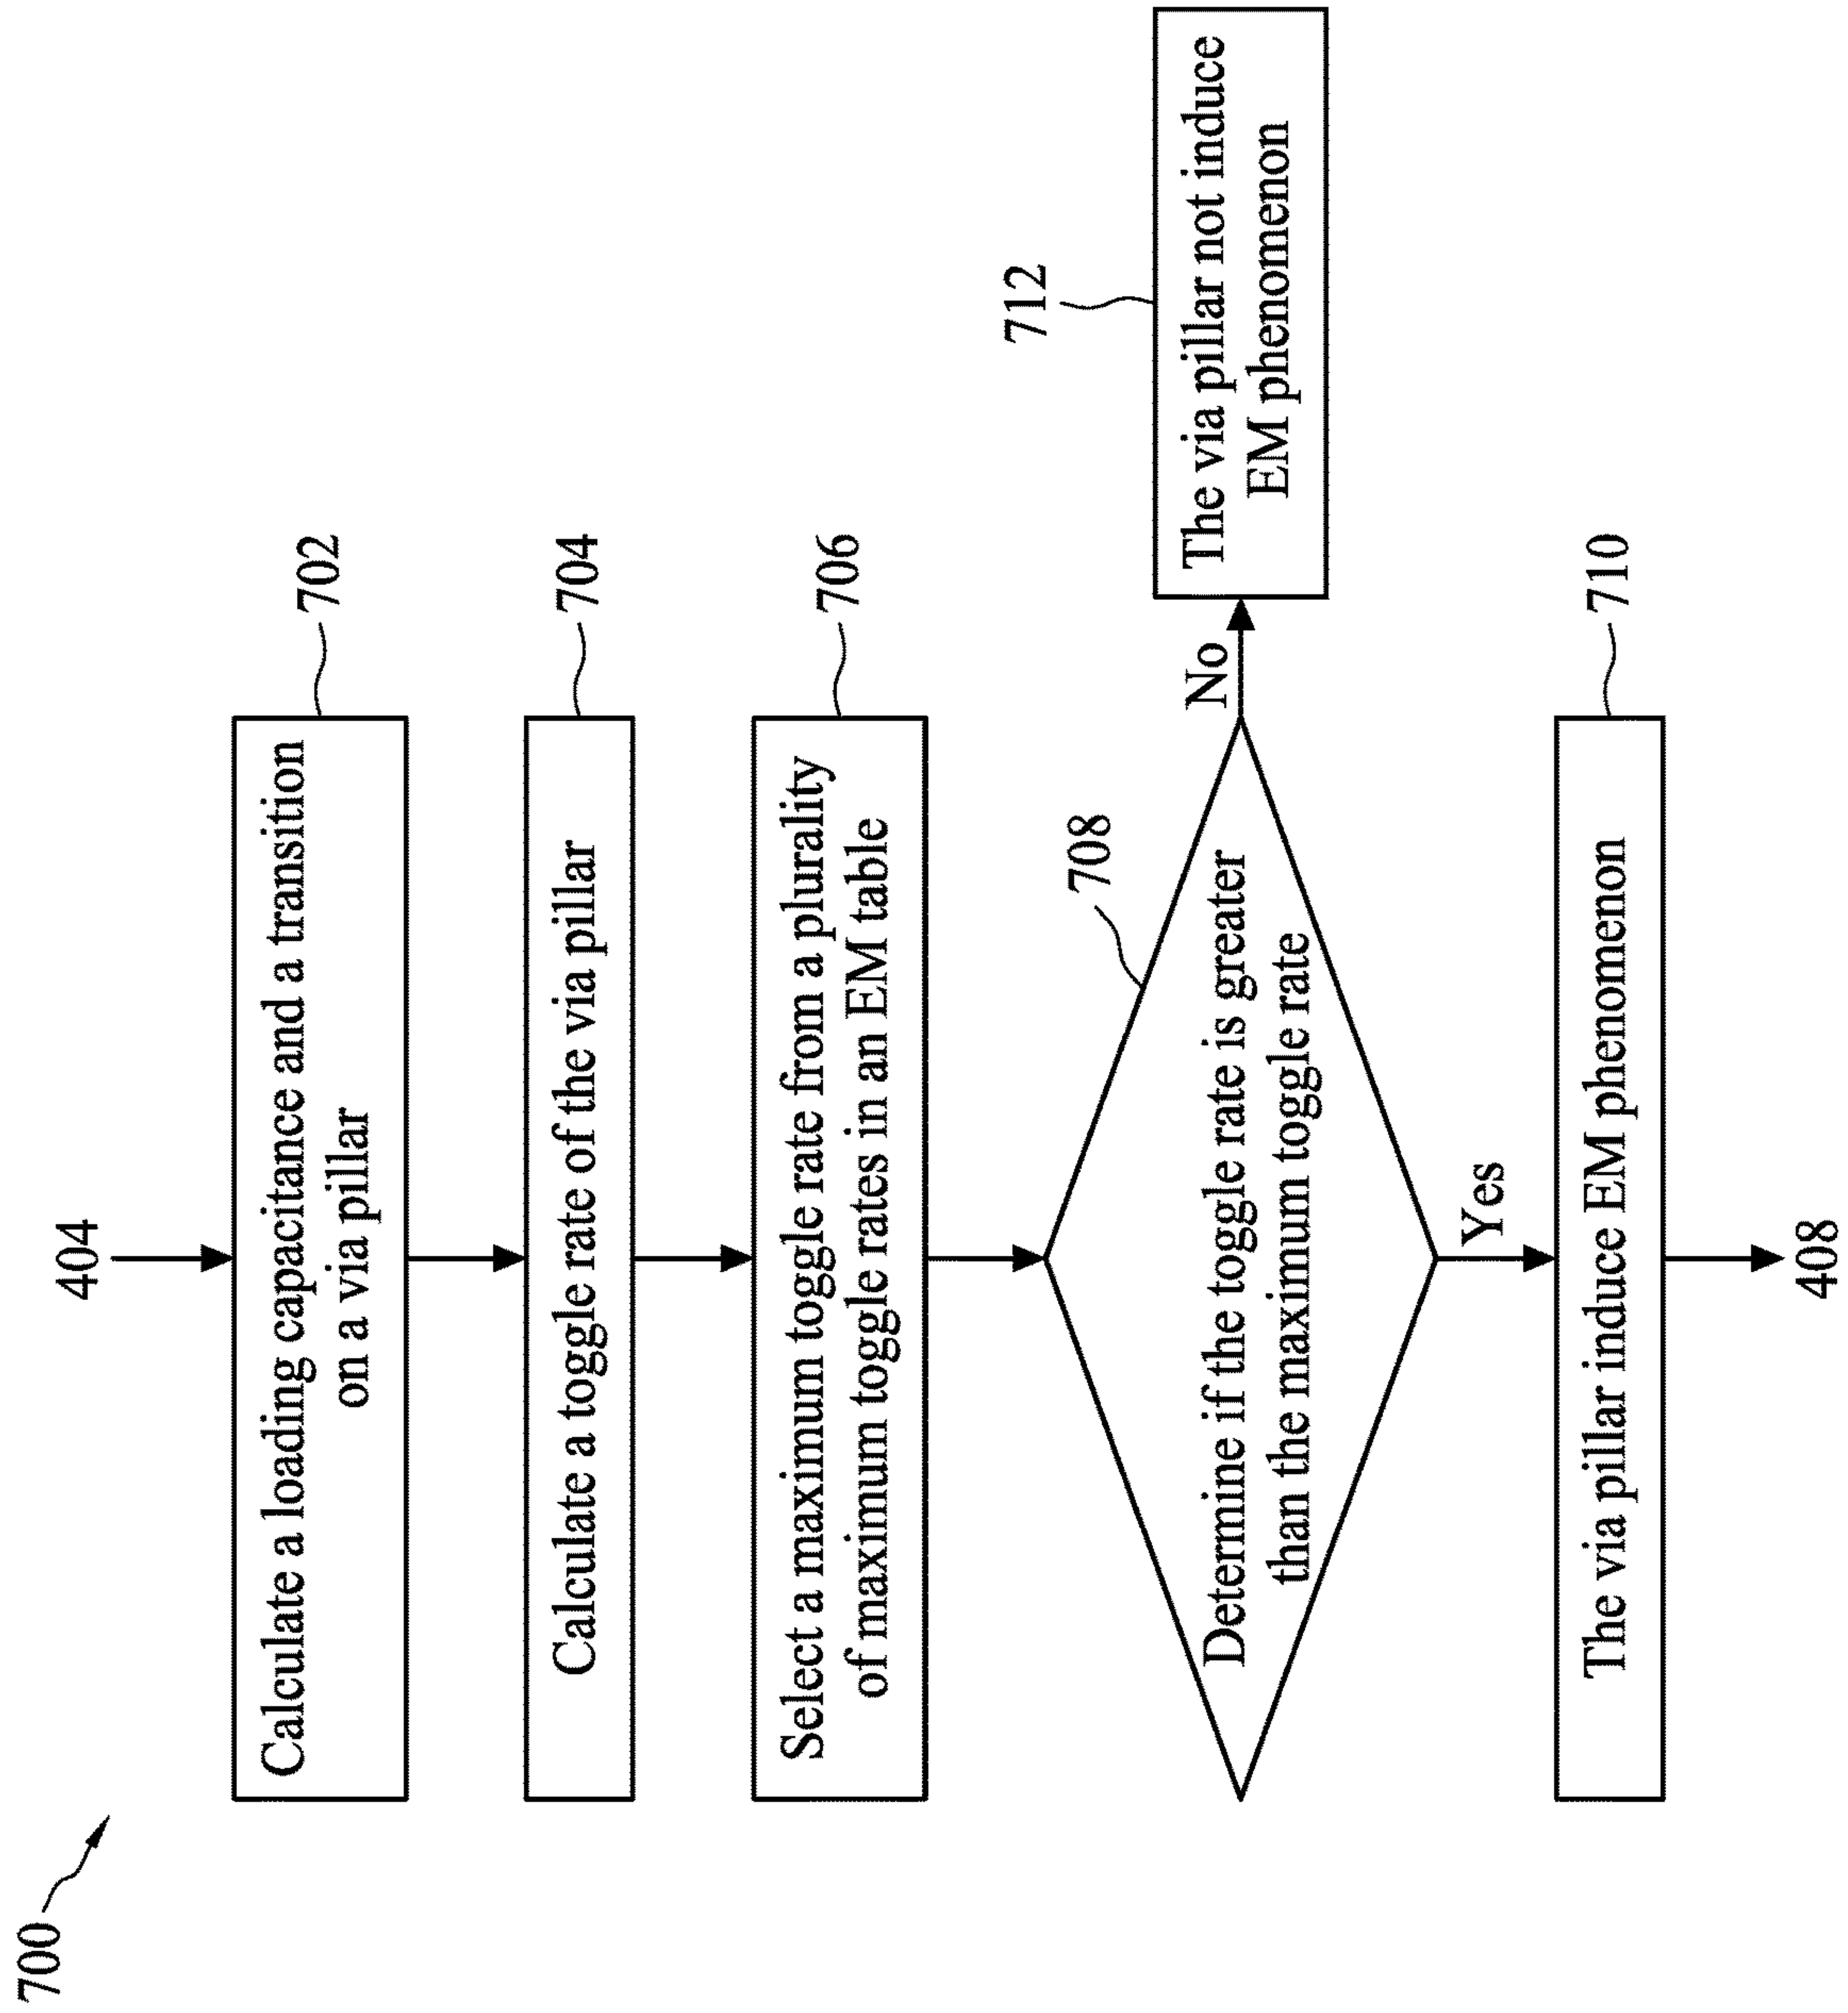 700
404
Calculate a loading capacitance and a transition
on a via pillar
702
Calculate a toggle rate of the via pillar
704
Select a maximum toggle rate from a plurality
of maximum toggle rates in an EM table
706
708
Determine if the toggle rate is greater
than the maximum toggle rate
No
712
The via pillar not induce
EM phenomenon
Yes
The via pillar induce EM phenomenon
710
408